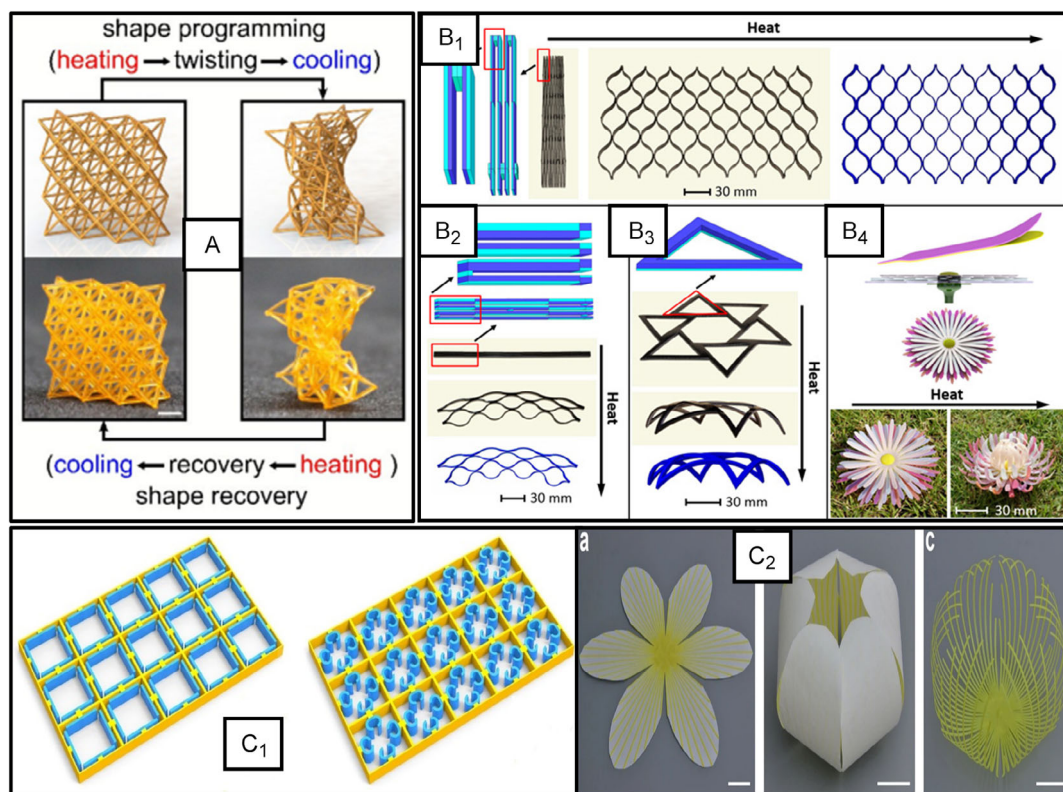 shape programming
(heating → twisting → cooling)
A
(cooling ← recovery ← heating )
shape recovery
B1
Heat
30 mm
B2
Heat
30 mm
B3
Heat
30 mm
B4
Heat
30 mm
C1
a
C2
c